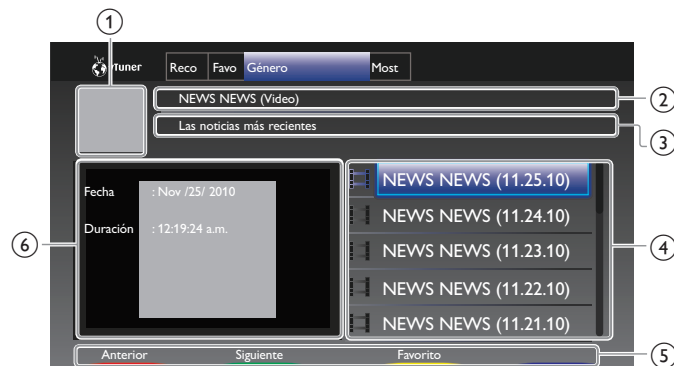 1
vTuner Reco Favo Género Most
NEWS NEWS (Video) 2
Las noticias más recientes 3
Fecha : Nov /25/ 2010
Duración : 12:19:24 a.m.
6
NEWS NEWS (11.25.10)
NEWS NEWS (11.24.10)
NEWS NEWS (11.23.10)
NEWS NEWS (11.22.10)
NEWS NEWS (11.21.10)
4
Anterior Siguiente Favorito 5